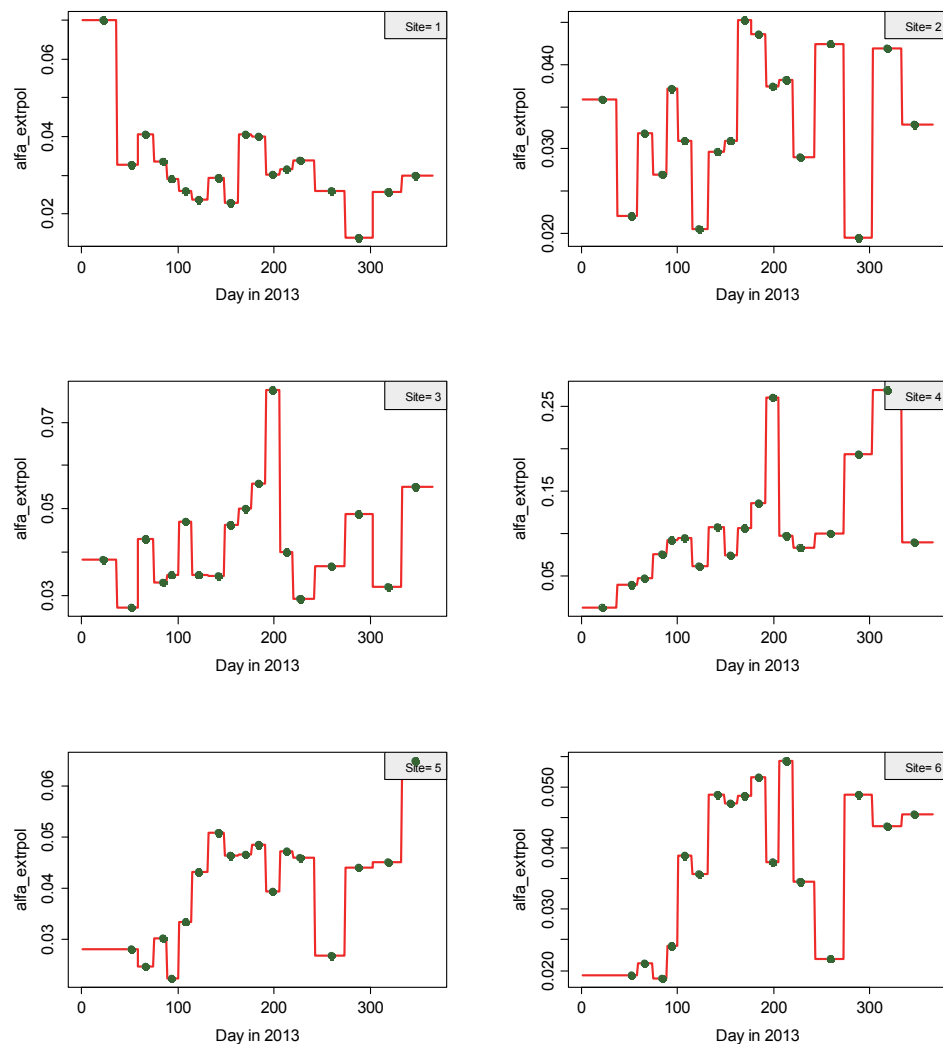 Site= 1
alfa_extrpol
0.02 0.04 0.06
0 100 200 300
Day in 2013
Site= 2
alfa_extrpol
0.020 0.030 0.040
0 100 200 300
Day in 2013
Site= 3
alfa_extrpol
0.03 0.05 0.07
0 100 200 300
Day in 2013
Site= 4
alfa_extrpol
0.05 0.15 0.25
0 100 200 300
Day in 2013
Site= 5
alfa_extrpol
0.03 0.04 0.06
0 100 200 300
Day in 2013
Site= 6
alfa_extrpol
0.020 0.030 0.040 0.050
0 100 200 300
Day in 2013